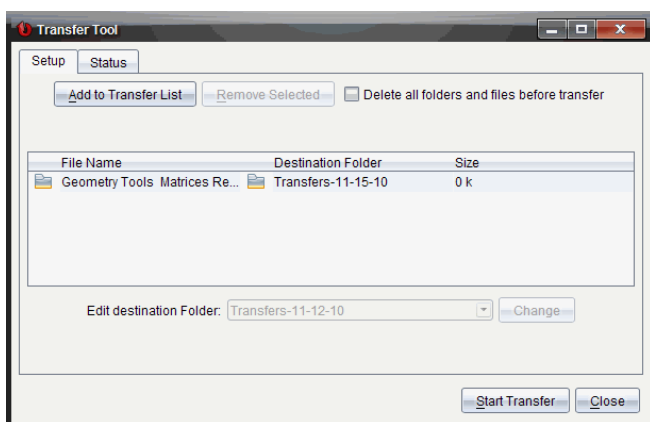 Transfer Tool
Setup Status
Add to Transfer List Remove Selected Delete all folders and files before transfer
File Name Destination Folder Size
Geometry Tools Matrices Re... Transfers-11-15-10 0 k
Edit destination Folder: Transfers-11-12-10 Change
Start Transfer Close